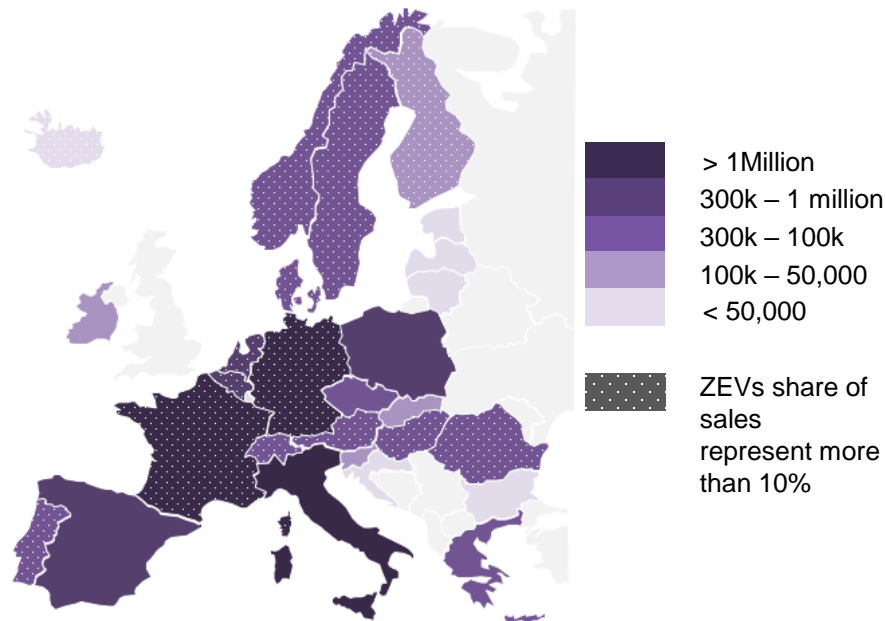 > 1Million
300k – 1 million
300k – 100k
100k – 50,000
< 50,000
ZEVs share of
sales
represent more
than 10%